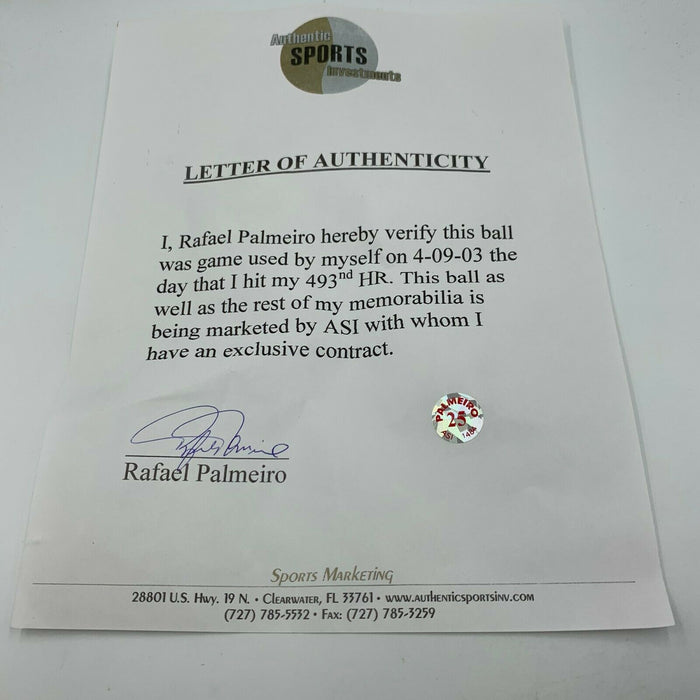 Authentic
SPORTS
Investments
LETTER OF AUTHENTICITY
I, Rafael Palmeiro hereby verify this ball
was game used by myself on 4-09-03 the
day that I hit my 493nd HR. This ball as
well as the rest of my memorabilia is
being marketed by ASI with whom I
have an exclusive contract.
PALMEIRO
25
ASI
Rafael Palmeiro
Sports Marketing
28801 U.S. Hwy. 19 N. • Clearwater, FL 33761 • www.authenticsportsinv.com
(727) 785-5532 • Fax: (727) 785-3259